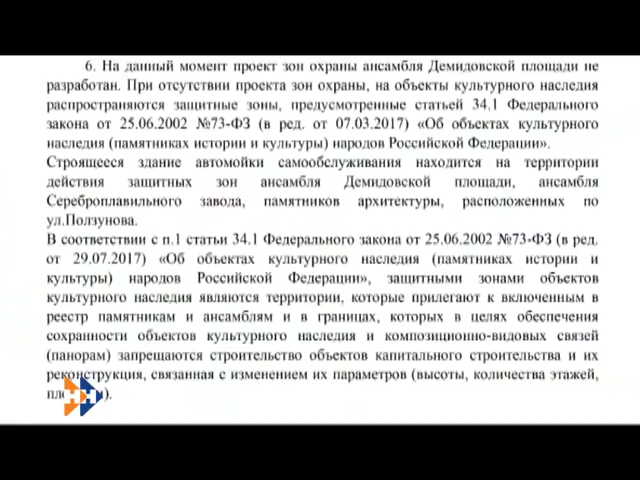 6. На данный момент проект зон охраны ансамбля Демидовской площади не
разработан. При отсутствии проекта зон охраны, на объекты культурного наследия
распространяются защитные зоны, предусмотренные статьей 34.1 Федерального
закона от 25.06.2002 №73-ФЗ (в ред. от 07.03.2017) «Об объектах культурного
наследия (памятниках истории и культуры) народов Российской Федерации».
Строящееся здание автомойки самообслуживания находится на территории
действия защитных зон ансамбля Демидовской площади, ансамбля
Сереброплавильного завода, памятников архитектуры, расположенных по
ул.Ползунова.
В соответствии с п.1 статьи 34.1 Федерального закона от 25.06.2002 №73-ФЗ (в ред.
от 29.07.2017) «Об объектах культурного наследия (памятниках истории и
культуры) народов Российской Федерации», защитными зонами объектов
культурного наследия являются территории, которые прилегают к включенным в
реестр памятникам и ансамблям и в границах, которых в целях обеспечения
сохранности объектов культурного наследия и композиционно-видовых связей
(панорам) запрещаются строительство объектов капитального строительства и их
реконструкция, связанная с изменением их параметров (высоты, количества этажей,
НН